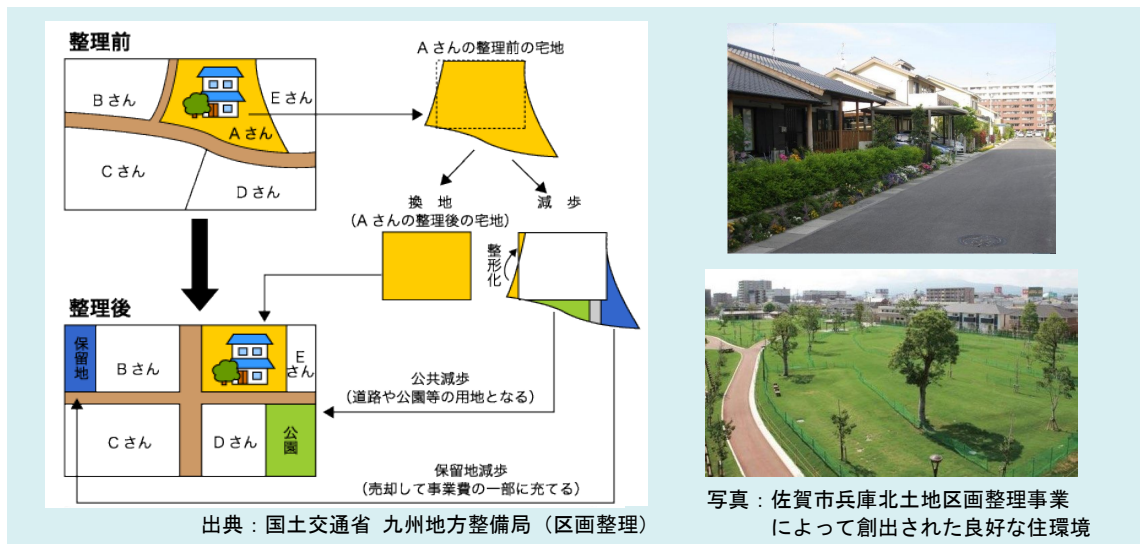 整理前
Bさん
Eさん
Aさん
Cさん
Dさん
Aさんの整理前の宅地
換 地
(Aさんの整理後の宅地)
減 歩
整形化
整理後
保留地
Bさん
E
さん
Cさん
Dさん
公園
公共減歩
(道路や公園等の用地となる)
保留地減歩
(売却して事業費の一部に充てる)
出典：国土交通省 九州地方整備局（区画整理）
写真：佐賀市兵庫北土地区画整理事業
によって創出された良好な住環境